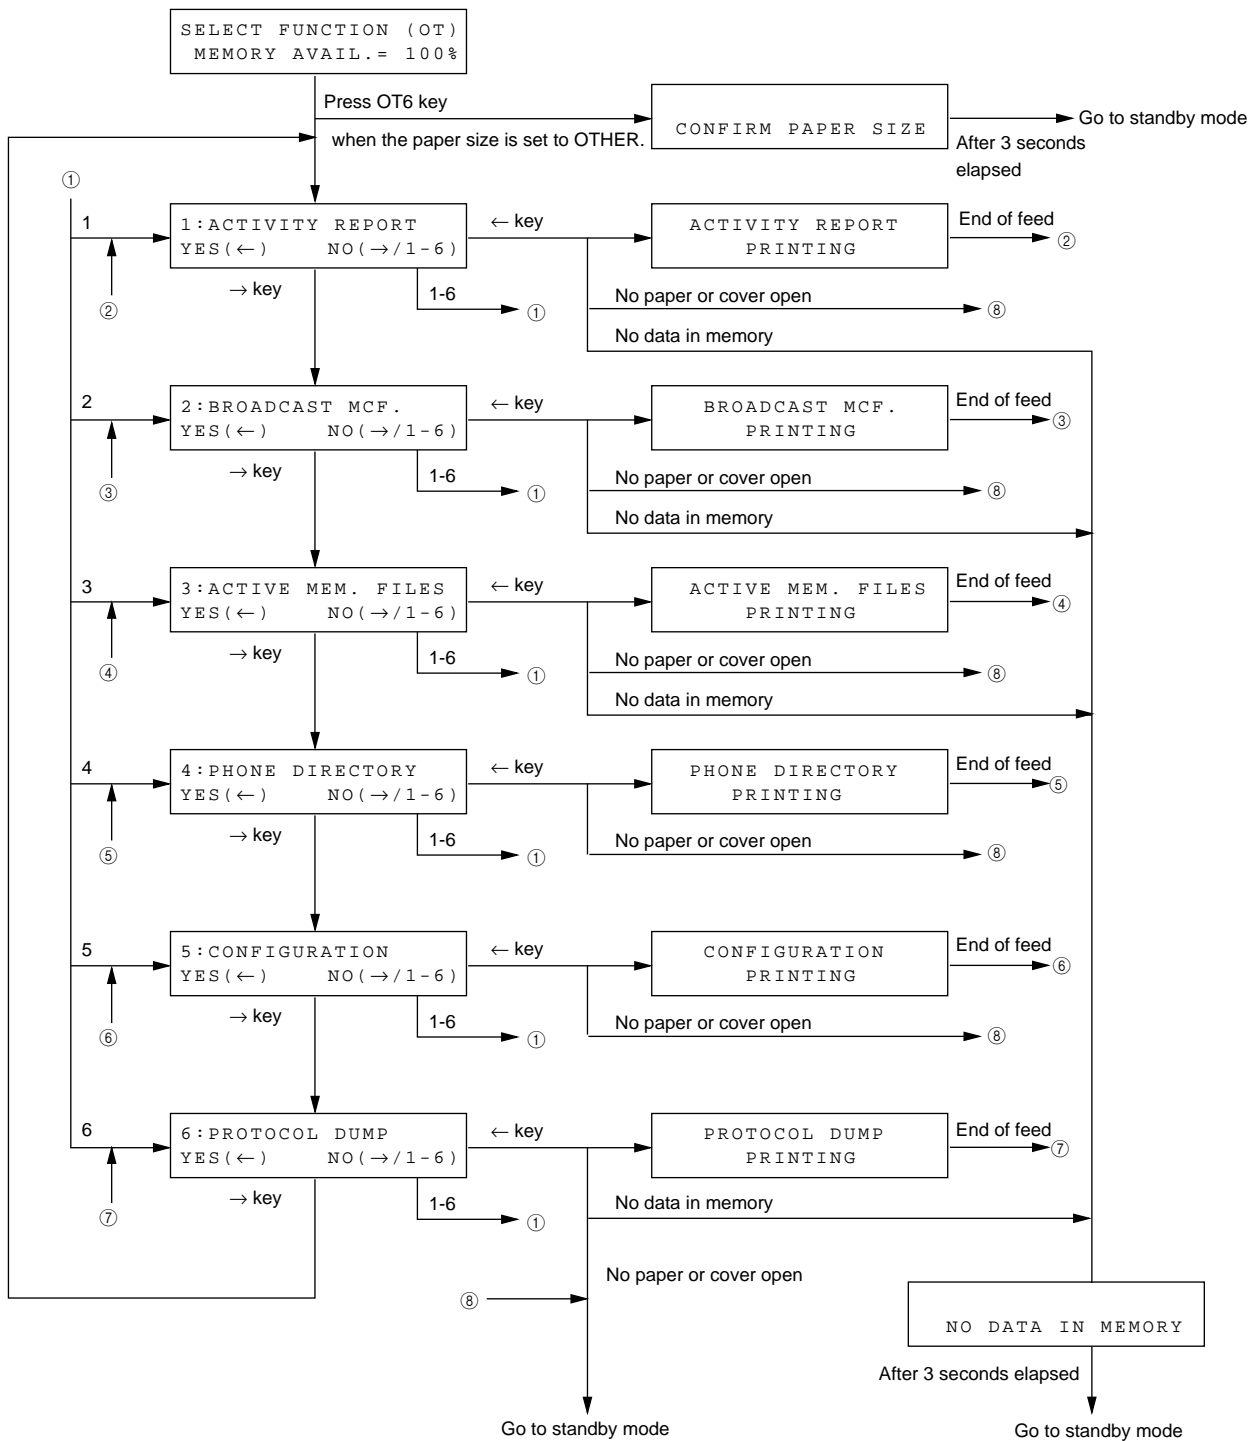 SELECT FUNCTION (OT)
MEMORY AVAIL.= 100%
Press OT6 key
when the paper size is set to OTHER.
CONFIRM PAPER SIZE
Go to standby mode
After 3 seconds
elapsed
①
1
②
1:ACTIVITY REPORT
YES(←) NO(→/1-6)
← key
ACTIVITY REPORT
PRINTING
End of feed
②
→ key
1-6
①
No paper or cover open
⑧
No data in memory
2
③
2:BROADCAST MCF.
YES(←) NO(→/1-6)
← key
BROADCAST MCF.
PRINTING
End of feed
③
→ key
1-6
①
No paper or cover open
⑧
No data in memory
3
④
3:ACTIVE MEM. FILES
YES(←) NO(→/1-6)
← key
ACTIVE MEM. FILES
PRINTING
End of feed
④
→ key
1-6
①
No paper or cover open
⑧
No data in memory
4
⑤
4:PHONE DIRECTORY
YES(←) NO(→/1-6)
← key
PHONE DIRECTORY
PRINTING
End of feed
⑤
→ key
1-6
①
No paper or cover open
⑧
5
⑥
5:CONFIGURATION
YES(←) NO(→/1-6)
← key
CONFIGURATION
PRINTING
End of feed
⑥
→ key
1-6
①
No paper or cover open
⑧
6
⑦
6:PROTOCOL DUMP
YES(←) NO(→/1-6)
← key
PROTOCOL DUMP
PRINTING
End of feed
⑦
→ key
1-6
①
No data in memory
No paper or cover open
⑧
NO DATA IN MEMORY
After 3 seconds elapsed
Go to standby mode
Go to standby mode